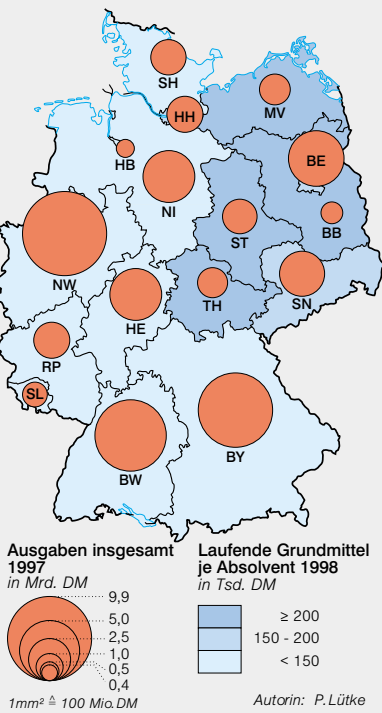 SH
HH
MV
HB
BE
NI
BB
ST
NW
SN
TH
HE
RP
SL
BY
BW
Ausgaben insgesamt
1997
in Mrd. DM
9,9
5,0
2,5
1,0
0,5
0,4
1mm² ≙ 100 Mio. DM
Laufende Grundmittel
je Absolvent 1998
in Tsd. DM
≥ 200
150 - 200
< 150
Autorin: P. Lütke